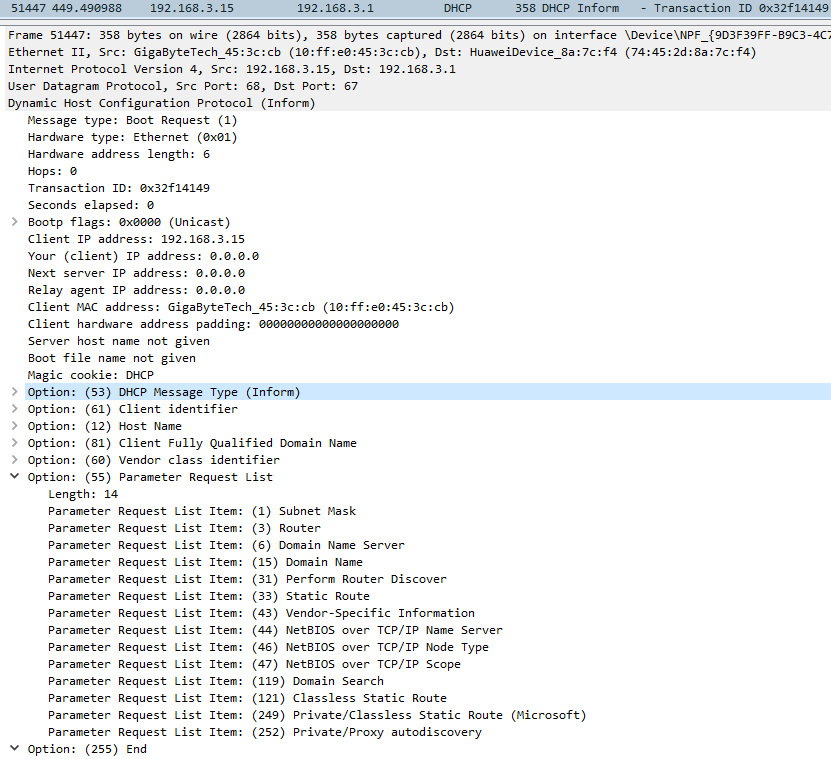 51447 449.490988 192.168.3.15 192.168.3.1 DHCP 358 DHCP Inform - Transaction ID 0x32f14149
Frame 51447: 358 bytes on wire (2864 bits), 358 bytes captured (2864 bits) on interface \Device\NPF_{9D3F39FF-B9C3-4C7
Ethernet II, Src: GigaByteTech_45:3c:cb (10:ff:e0:45:3c:cb), Dst: HuaweiDevice_8a:7c:f4 (74:45:2d:8a:7c:f4)
Internet Protocol Version 4, Src: 192.168.3.15, Dst: 192.168.3.1
User Datagram Protocol, Src Port: 68, Dst Port: 67
Dynamic Host Configuration Protocol (Inform)
Message type: Boot Request (1)
Hardware type: Ethernet (0x01)
Hardware address length: 6
Hops: 0
Transaction ID: 0x32f14149
Seconds elapsed: 0
Bootp flags: 0x0000 (Unicast)
Client IP address: 192.168.3.15
Your (client) IP address: 0.0.0.0
Next server IP address: 0.0.0.0
Relay agent IP address: 0.0.0.0
Client MAC address: GigaByteTech_45:3c:cb (10:ff:e0:45:3c:cb)
Client hardware address padding: 00000000000000000000
Server host name not given
Boot file name not given
Magic cookie: DHCP
Option: (53) DHCP Message Type (Inform)
Option: (61) Client identifier
Option: (12) Host Name
Option: (81) Client Fully Qualified Domain Name
Option: (60) Vendor class identifier
Option: (55) Parameter Request List
Length: 14
Parameter Request List Item: (1) Subnet Mask
Parameter Request List Item: (3) Router
Parameter Request List Item: (6) Domain Name Server
Parameter Request List Item: (15) Domain Name
Parameter Request List Item: (31) Perform Router Discover
Parameter Request List Item: (33) Static Route
Parameter Request List Item: (43) Vendor-Specific Information
Parameter Request List Item: (44) NetBIOS over TCP/IP Name Server
Parameter Request List Item: (46) NetBIOS over TCP/IP Node Type
Parameter Request List Item: (47) NetBIOS over TCP/IP Scope
Parameter Request List Item: (119) Domain Search
Parameter Request List Item: (121) Classless Static Route
Parameter Request List Item: (249) Private/Classless Static Route (Microsoft)
Parameter Request List Item: (252) Private/Proxy autodiscovery
Option: (255) End